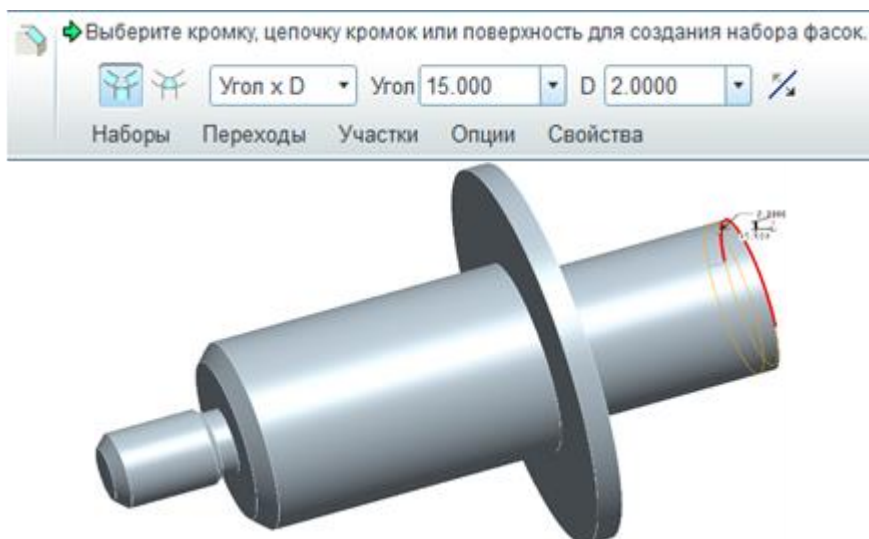 Выберите кромку, цепочку кромок или поверхность для создания набора фасок.
Угол x D Угол 15.000 D 2.0000
Наборы Переходы Участки Опции Свойства